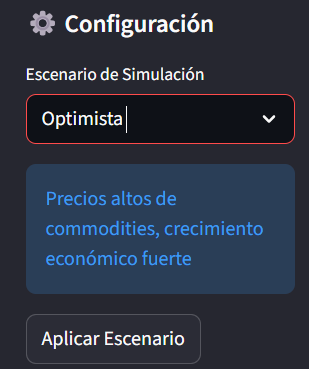 Configuración
Escenario de Simulación
Optimista
Precios altos de
commodities, crecimiento
económico fuerte
Aplicar Escenario